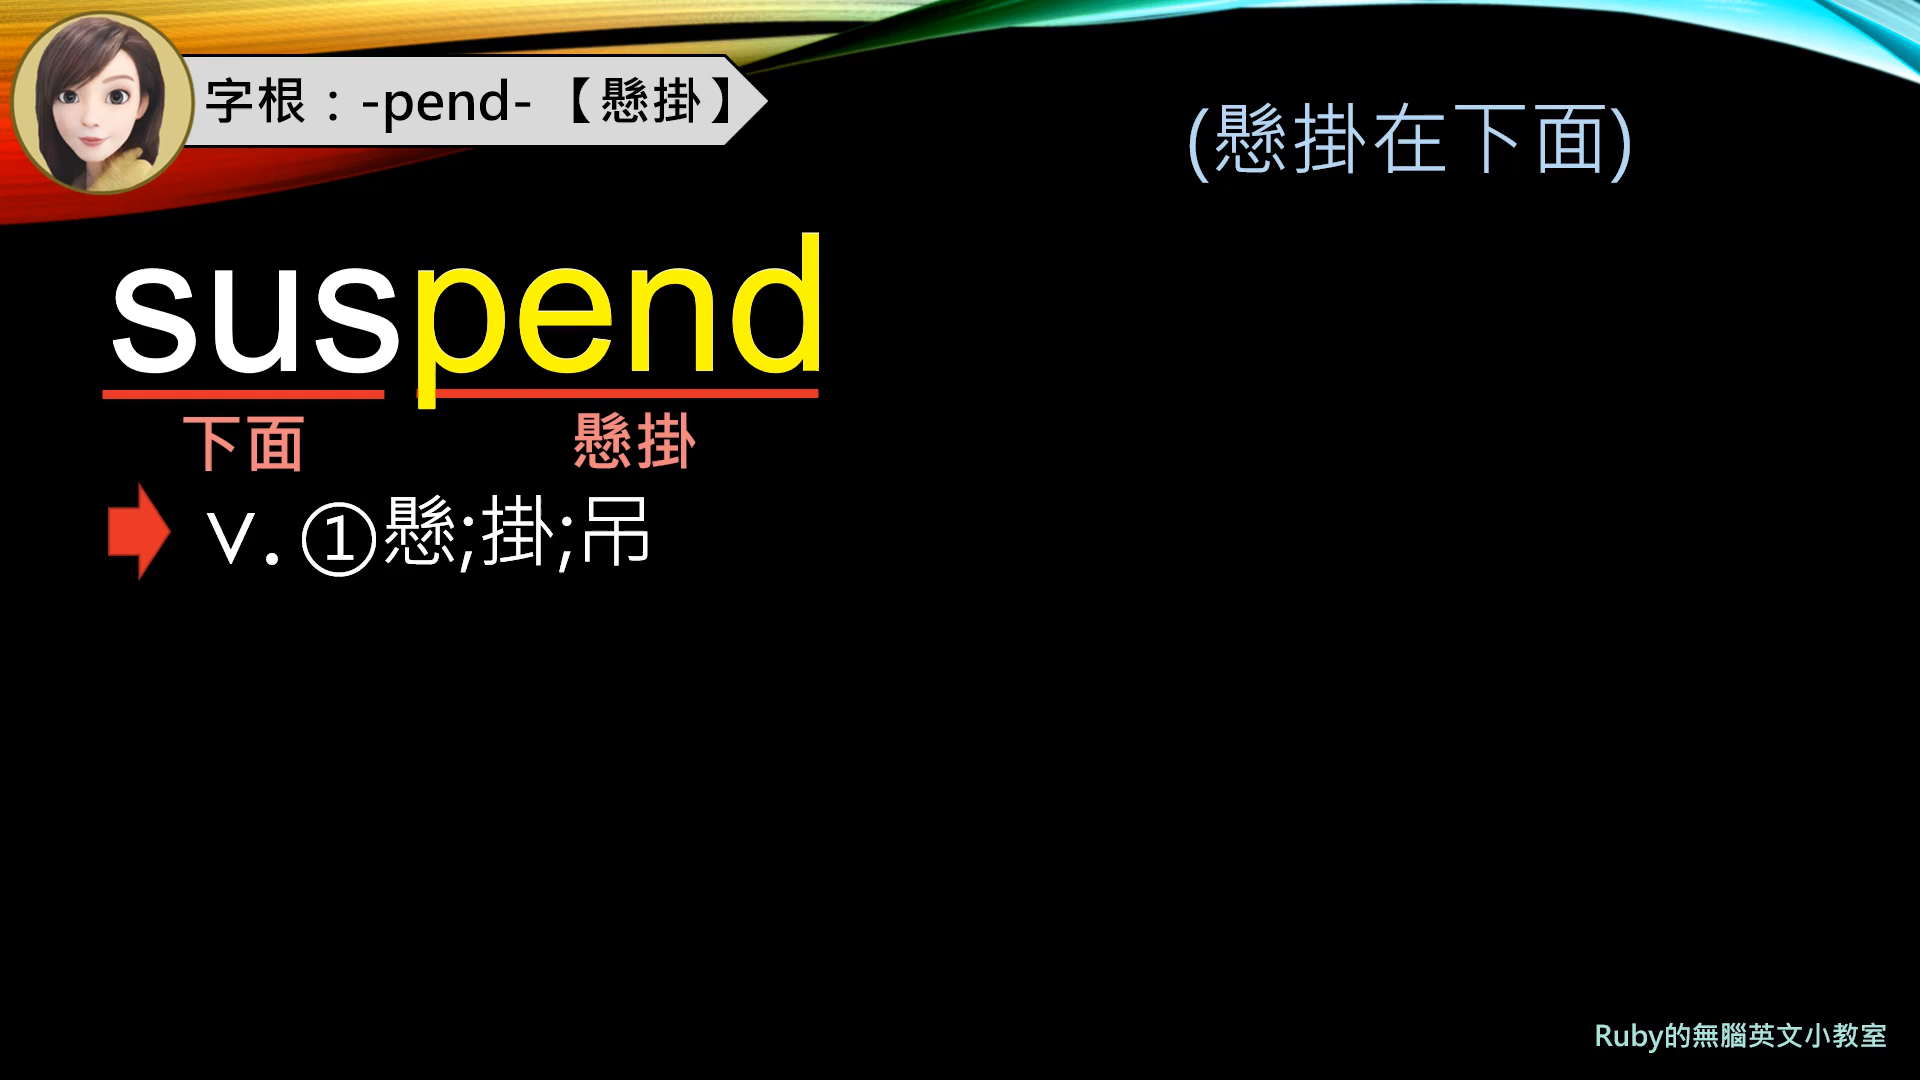 字根：-pend-【懸掛】
(懸掛在下面)
suspend
下面 懸掛
v. ①懸;掛;吊
Ruby的無腦英文小教室